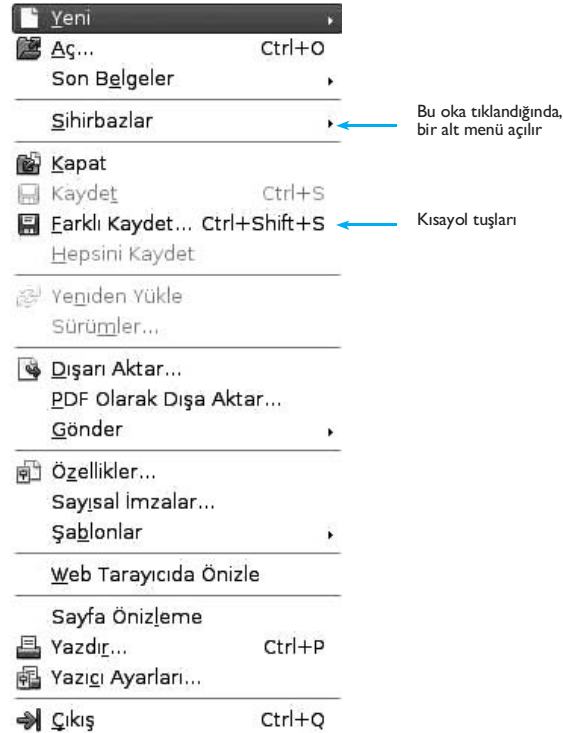 Yeni
Aç... Ctrl+O
Son Belgeler
Sihirbazlar
Bu oka tıklandığında,
bir alt menü açılır
Kapat
Kaydet Ctrl+S
Farklı Kaydet... Ctrl+Shift+S
Kısayol tuşları
Hepsini Kaydet
Yeniden Yükle
Sürümler...
Dışarı Aktar...
PDF Olarak Dışa Aktar...
Gönder
Özellikler...
Sayısal İmzalar...
Şablonlar
Web Tarayıcıda Önizle
Sayfa Önizleme
Yazdır... Ctrl+P
Yazıcı Ayarları...
Çıkış Ctrl+Q